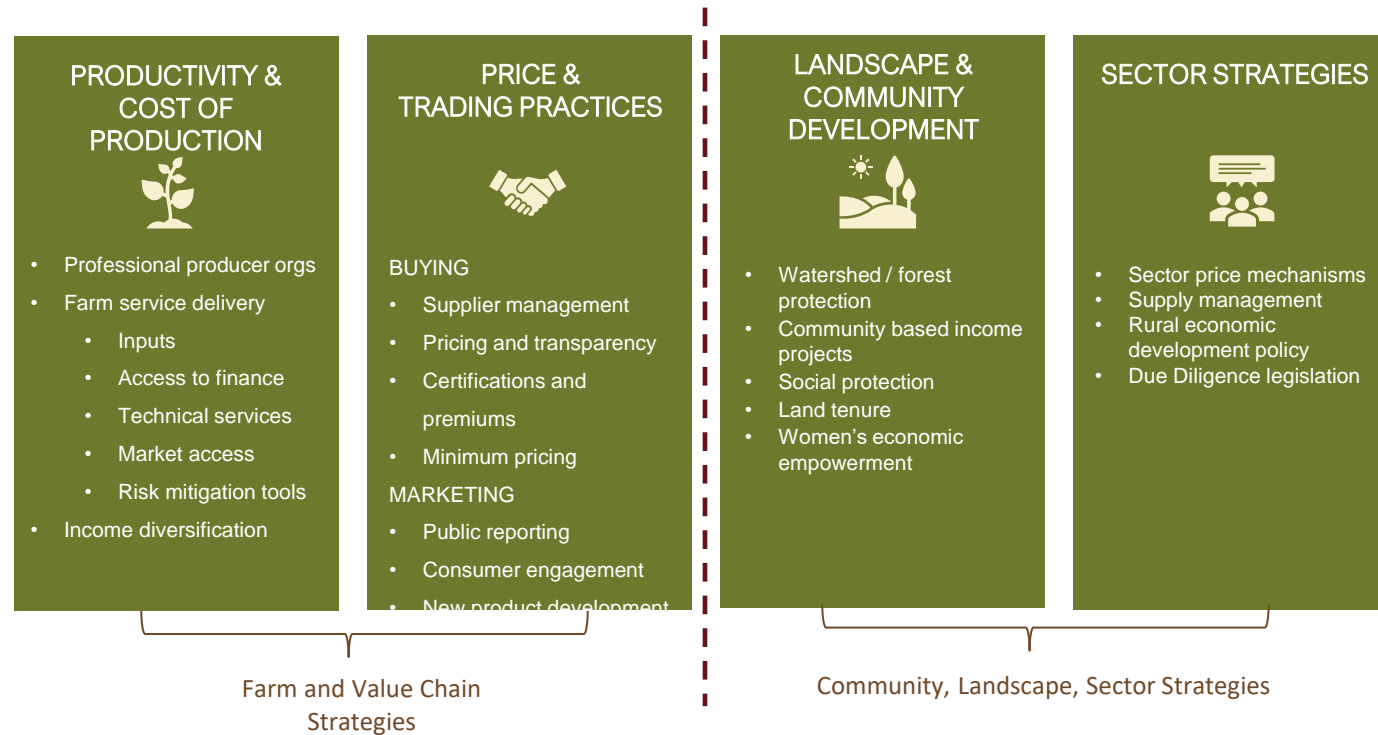 PRODUCTIVITY &
COST OF
PRODUCTION
• Professional producer orgs
• Farm service delivery
• Inputs
• Access to finance
• Technical services
• Market access
• Risk mitigation tools
• Income diversification
PRICE &
TRADING PRACTICES
BUYING
• Supplier management
• Pricing and transparency
• Certifications and
premiums
• Minimum pricing
MARKETING
• Public reporting
• Consumer engagement
• New product development
LANDSCAPE &
COMMUNITY
DEVELOPMENT
• Watershed / forest
protection
• Community based income
projects
• Social protection
• Land tenure
• Women’s economic
empowerment
SECTOR STRATEGIES
• Sector price mechanisms
• Supply management
• Rural economic
development policy
• Due Diligence legislation
Farm and Value Chain
Strategies
Community, Landscape, Sector Strategies